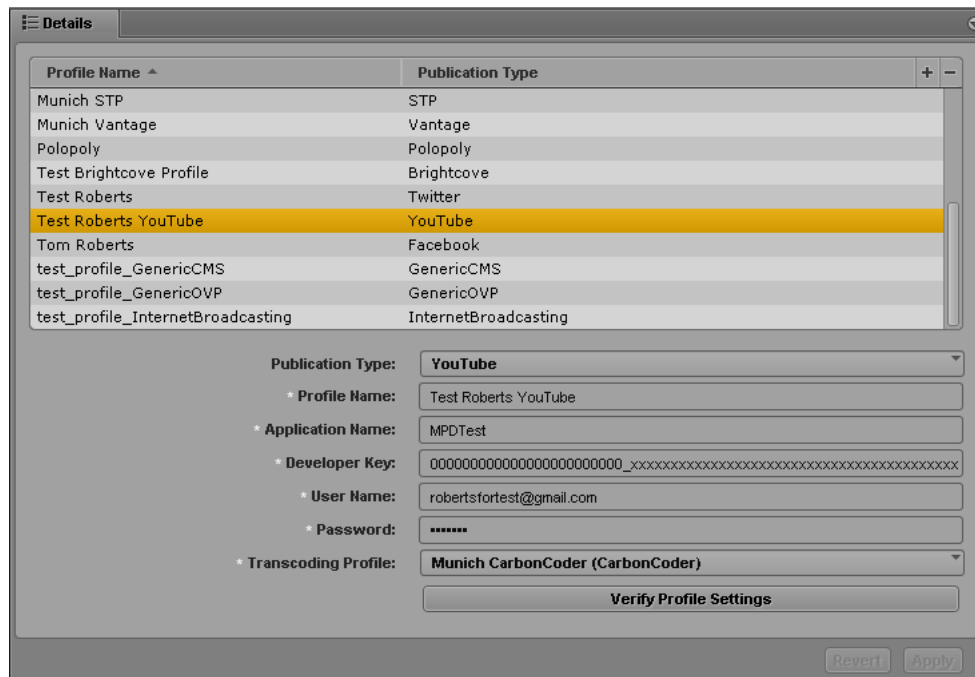 Details
Profile Name Publication Type + −
Munich STP STP
Munich Vantage Vantage
Polopoly Polopoly
Test Brightcove Profile Brightcove
Test Roberts Twitter
Test Roberts YouTube YouTube
Tom Roberts Facebook
test_profile_GenericCMS GenericCMS
test_profile_GenericOVP GenericOVP
test_profile_InternetBroadcasting InternetBroadcasting
Publication Type: YouTube
* Profile Name: Test Roberts YouTube
* Application Name: MPDTest
* Developer Key:
* User Name: robertsfortest@gmail.com
* Password: •••••••
* Transcoding Profile: Munich CarbonCoder (CarbonCoder)
Verify Profile Settings
Revert Apply